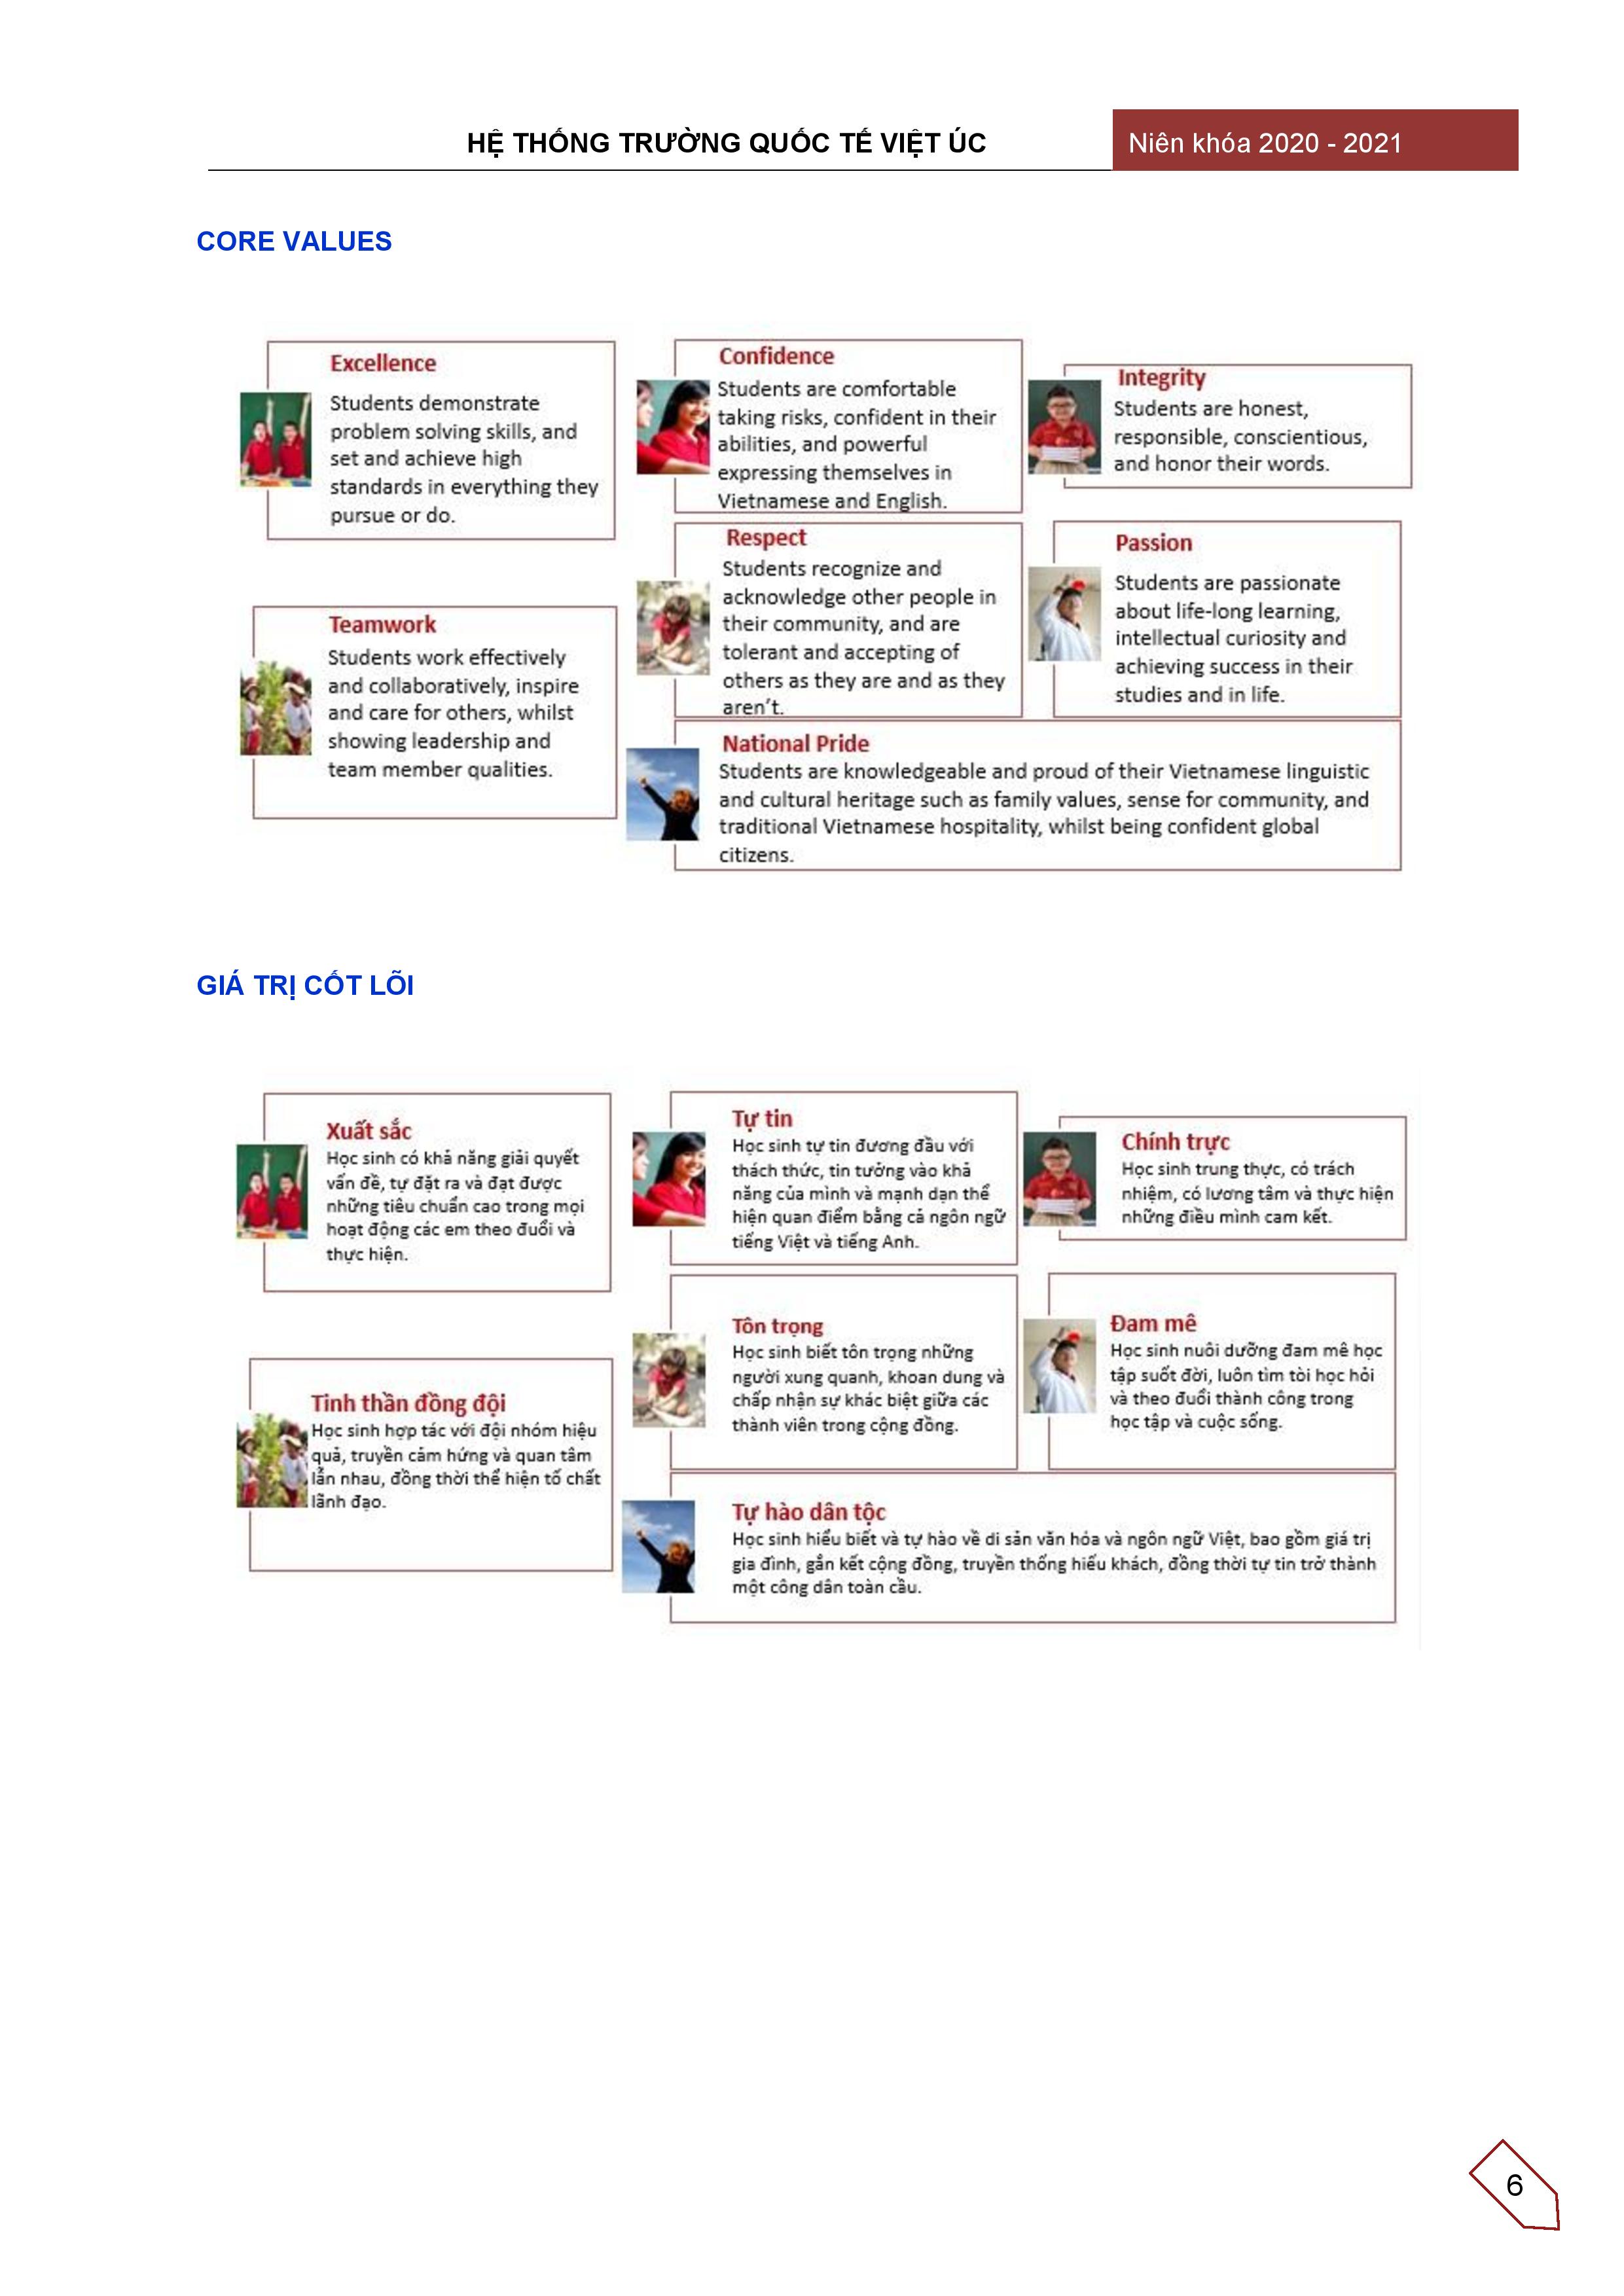 HỆ THỐNG TRƯỜNG QUỐC TẾ VIỆT ÚC
Niên khóa 2020 - 2021
CORE VALUES
Excellence
Students demonstrate
problem solving skills, and
set and achieve high
standards in everything they
pursue or do.
Confidence
Students are comfortable
taking risks, confident in their
abilities, and powerful
expressing themselves in
Vietnamese and English.
Integrity
Students are honest,
responsible, conscientious,
and honor their words.
Teamwork
Students work effectively
and collaboratively, inspire
and care for others, whilst
showing leadership and
team member qualities.
Respect
Students recognize and
acknowledge other people in
their community, and are
tolerant and accepting of
others as they are and as they
aren't.
Passion
Students are passionate
about life-long learning,
intellectual curiosity and
achieving success in their
studies and in life.
National Pride
Students are knowledgeable and proud of their Vietnamese linguistic
and cultural heritage such as family values, sense for community, and
traditional Vietnamese hospitality, whilst being confident global
citizens.
GIÁ TRỊ CỐT LÕI
Xuất sắc
Học sinh có khả năng giải quyết
vấn đề, tự đặt ra và đạt được
những tiêu chuẩn cao trong mọi
hoạt động các em theo đuổi và
thực hiện.
Tự tin
Học sinh tự tin đương đầu với
thách thức, tin tưởng vào khả
năng của mình và mạnh dạn thể
hiện quan điểm bằng cả ngôn ngữ
tiếng Việt và tiếng Anh.
Chính trực
Học sinh trung thực, có trách
nhiệm, có lương tâm và thực hiện
những điều mình cam kết.
Tinh thần đồng đội
Học sinh hợp tác với đội nhóm hiệu
quả, truyền cảm hứng và quan tâm
lẫn nhau, đồng thời thể hiện tố chất
lãnh đạo.
Tôn trọng
Học sinh biết tôn trọng những
người xung quanh, khoan dung và
chấp nhận sự khác biệt giữa các
thành viên trong cộng đồng.
Đam mê
Học sinh nuôi dưỡng đam mê học
tập suốt đời, luôn tìm tòi học hỏi
và theo đuổi thành công trong
học tập và cuộc sống.
Tự hào dân tộc
Học sinh hiểu biết và tự hào về di sản văn hóa và ngôn ngữ Việt, bao gồm giá trị
gia đình, gắn kết cộng đồng, truyền thống hiếu khách, đồng thời tự tin trở thành
một công dân toàn cầu.
6